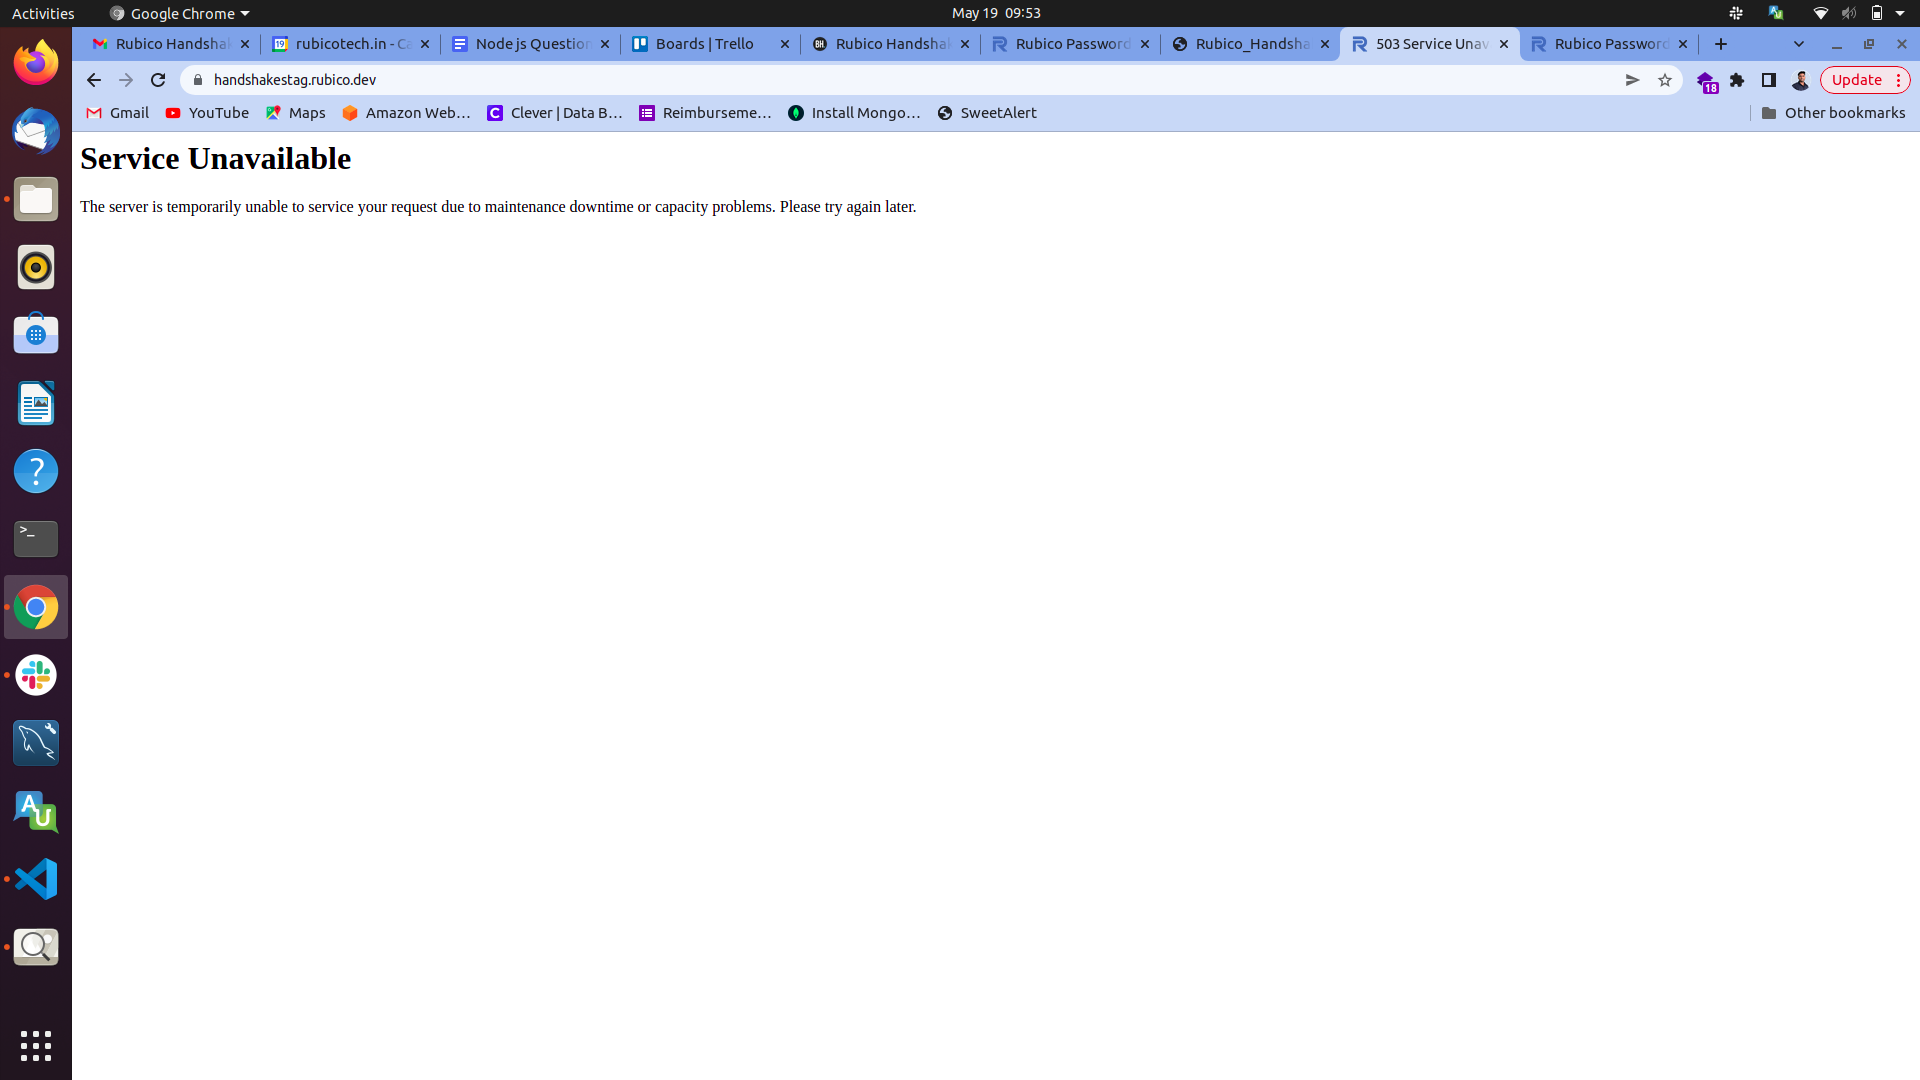 Activities
Google Chrome
May 19 09:53
Rubico Handshak
rubicotech.in - Ca
Node js Question
Boards | Trello
Rubico Handshak
Rubico Password
Rubico_Handsha
503 Service Unav
Rubico Password
handshakestag.rubico.dev
18
Update
Gmail
YouTube
Maps
Amazon Web...
Clever | Data B...
Reimburseme...
Install Mongo...
SweetAlert
Other bookmarks
Service Unavailable
The server is temporarily unable to service your request due to maintenance downtime or capacity problems. Please try again later.